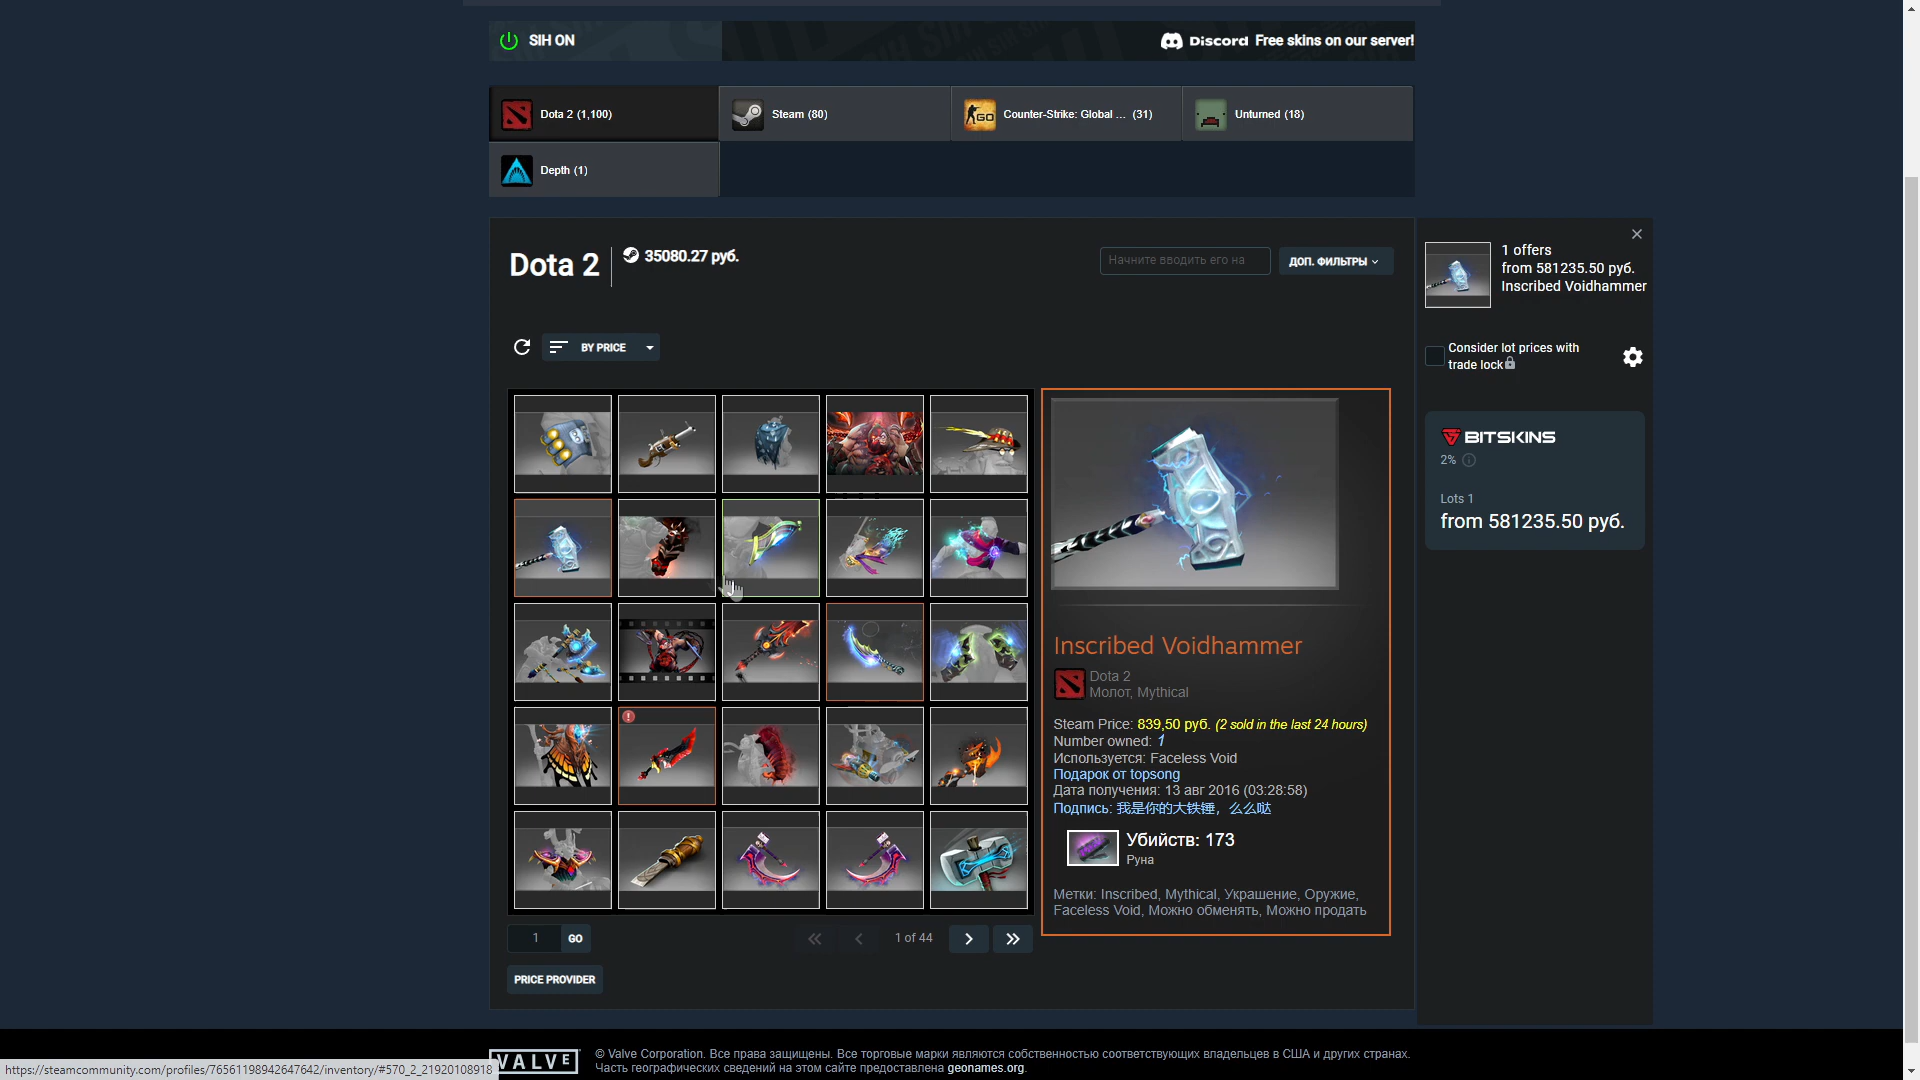 SIH ON
Discord Free skins on our server!
Dota 2 (1,100)
Steam (80)
Counter-Strike: Global ... (31)
Unturned (18)
Depth (1)
Dota 2
35080.27 руб.
Начните вводить его на
ДОП. ФИЛЬТРЫ
1 offers
from 581235.50 руб.
Inscribed Voidhammer
BY PRICE
Consider lot prices with
trade lock
BITSKINS
2%
Lots 1
from 581235.50 руб.
Inscribed Voidhammer
Dota 2
Молот, Mythical
Steam Price: 839,50 руб. (2 sold in the last 24 hours)
Number owned: 1
Используется: Faceless Void
Подарок от topsong
Дата получения: 13 авг 2016 (03:28:58)
Подпись: 我是你的大铁锤，么么哒
Убийств: 173
Руна
Метки: Inscribed, Mythical, Украшение, Оружие,
Faceless Void, Можно обменять, Можно продать
1
GO
1 of 44
PRICE PROVIDER
VALVE
© Valve Corporation. Все права защищены. Все торговые марки являются собственностью соответствующих владельцев в США и других странах.
Часть географических сведений на этом сайте предоставлена geonames.org.
https://steamcommunity.com/profiles/76561198942647642/inventory/#570_2_21920108918